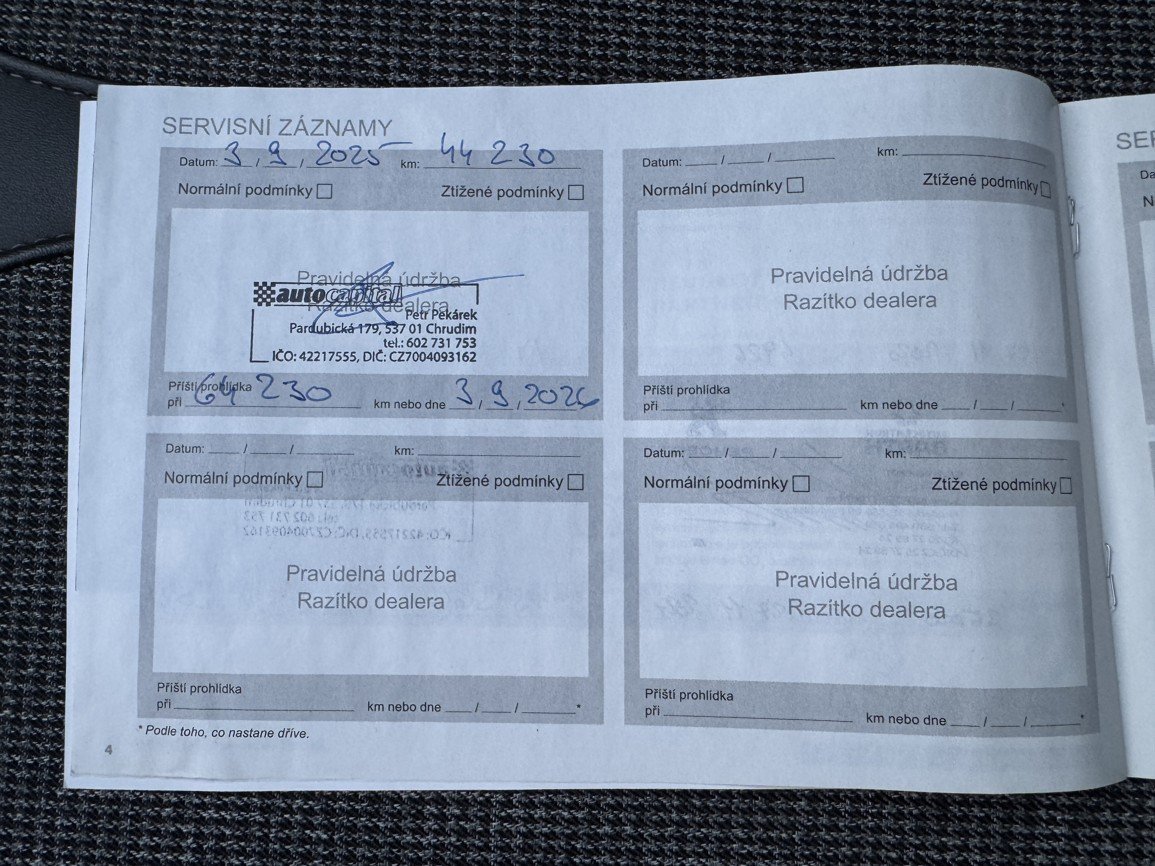 SERVISNÍ ZÁZNAMY
Datum: 3 / 9 / 2025 km: 44 230
Normální podmínky Ztížené podmínky
Pravidelná údržba
Razítko dealera
autocapital
Petr Pekárek
Pardubická 179, 537 01 Chrudim
tel.: 602 731 753
IČO: 42217555, DIČ: CZ7004093162
Příští prohlídka
při 64 230 km nebo dne 3 / 9 / 2026
Datum: / / km:
Normální podmínky Ztížené podmínky
Pravidelná údržba
Razítko dealera
Příští prohlídka
při km nebo dne / / *
Datum: / / km:
Normální podmínky Ztížené podmínky
Pravidelná údržba
Razítko dealera
Příští prohlídka
při km nebo dne / / *
Datum: / / km:
Normální podmínky Ztížené podmínky
Pravidelná údržba
Razítko dealera
Příští prohlídka
při km nebo dne / / *
* Podle toho, co nastane dříve.
4